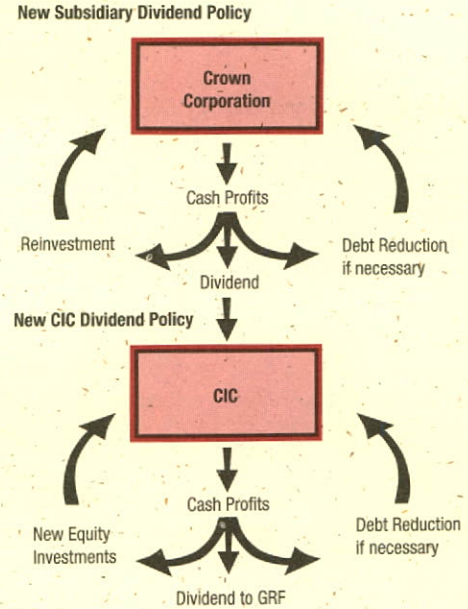 New Subsidiary Dividend Policy
Crown
Corporation
Cash Profits
Reinvestment
Debt Reduction
if necessary
Dividend
New CIC Dividend Policy
CIC
Cash Profits
New Equity
Investments
Debt Reduction
if necessary
Dividend to GRF